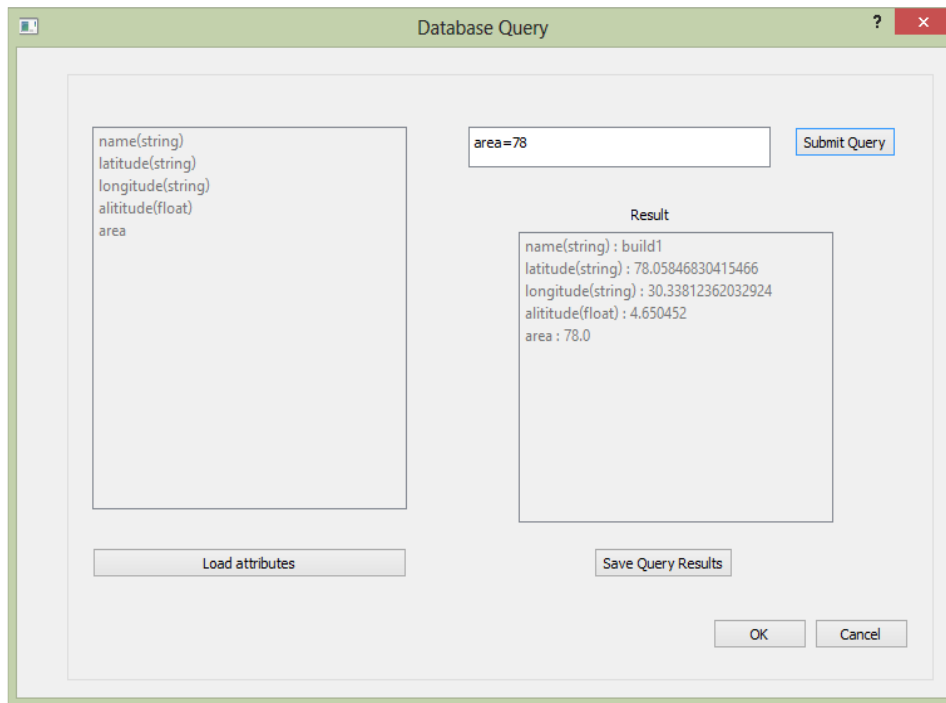 Database Query
?
name(string)
latitude(string)
longitude(string)
alititude(float)
area
Load attributes
area=78
Submit Query
Result
name(string) : build1
latitude(string) : 78.05846830415466
longitude(string) : 30.33812362032924
alititude(float) : 4.650452
area : 78.0
Save Query Results
OK
Cancel